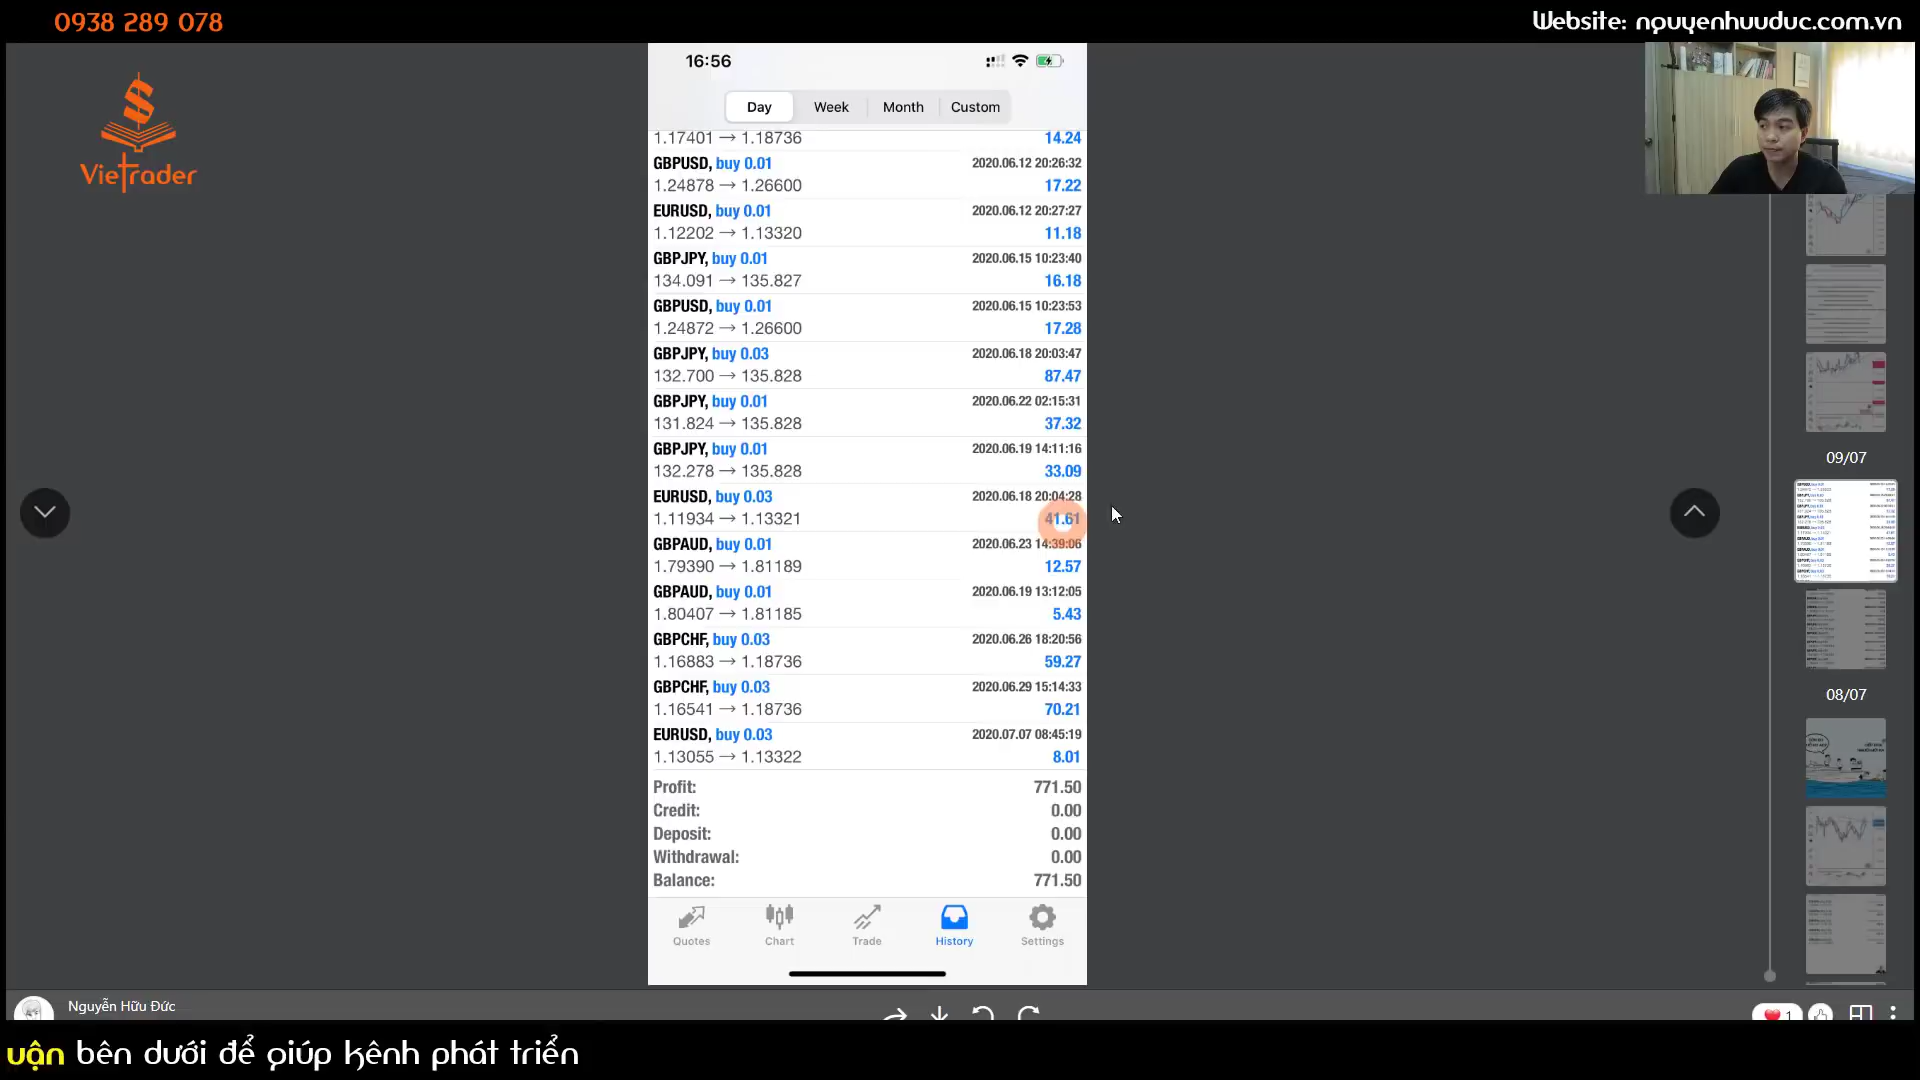 0938 289 078
Website: nguyenhuuduc.com.vn
VieTrader
16:56
Day Week Month Custom
1.17401 → 1.18736 14.24
GBPUSD, buy 0.01 2020.06.12 20:26:32
1.24878 → 1.26600 17.22
EURUSD, buy 0.01 2020.06.12 20:27:27
1.12202 → 1.13320 11.18
GBPJPY, buy 0.01 2020.06.15 10:23:40
134.091 → 135.827 16.18
GBPUSD, buy 0.01 2020.06.15 10:23:53
1.24872 → 1.26600 17.28
GBPJPY, buy 0.03 2020.06.18 20:03:47
132.700 → 135.828 87.47
GBPJPY, buy 0.01 2020.06.22 02:15:31
131.824 → 135.828 37.32
GBPJPY, buy 0.01 2020.06.19 14:11:16
132.278 → 135.828 33.09
EURUSD, buy 0.03 2020.06.18 20:04:28
1.11934 → 1.13321 41.61
GBPAUD, buy 0.01 2020.06.23 14:39:06
1.79390 → 1.81189 12.57
GBPAUD, buy 0.01 2020.06.19 13:12:05
1.80407 → 1.81185 5.43
GBPCHF, buy 0.03 2020.06.26 18:20:56
1.16883 → 1.18736 59.27
GBPCHF, buy 0.03 2020.06.29 15:14:33
1.16541 → 1.18736 70.21
EURUSD, buy 0.03 2020.07.07 08:45:19
1.13055 → 1.13322 8.01
Profit: 771.50
Credit: 0.00
Deposit: 0.00
Withdrawal: 0.00
Balance: 771.50
Quotes Chart Trade History Settings
09/07
08/07
Nguyễn Hữu Đức
1
uận bên dưới để giúp kênh phát triển